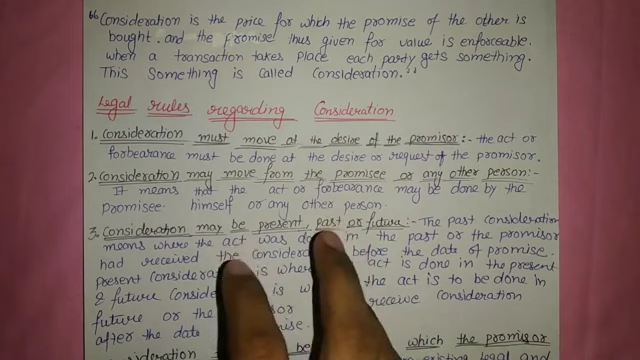 “Consideration is the price for which the promise of the other is
bought. and the promise thus given for value is enforceable.
When a transaction takes place each party gets something.
This something is called consideration.”
Legal rules regarding Consideration
1. Consideration must move at the desire of the promisor:- the act or
forbearance must be done at the desire or request of the promisor.
2. Consideration may move from the promisee or any other person:-
It means that the act or forbearance may be done by the
promisee himself or any other person.
3. Consideration may be present, past or future:- The past consideration
means where the act was in the past or the promisor
had received the before the date of promise.
present is where act is done in the present
& future is the act is to be done in
future or the receive consideration
after the date
which the promisor
existing legal